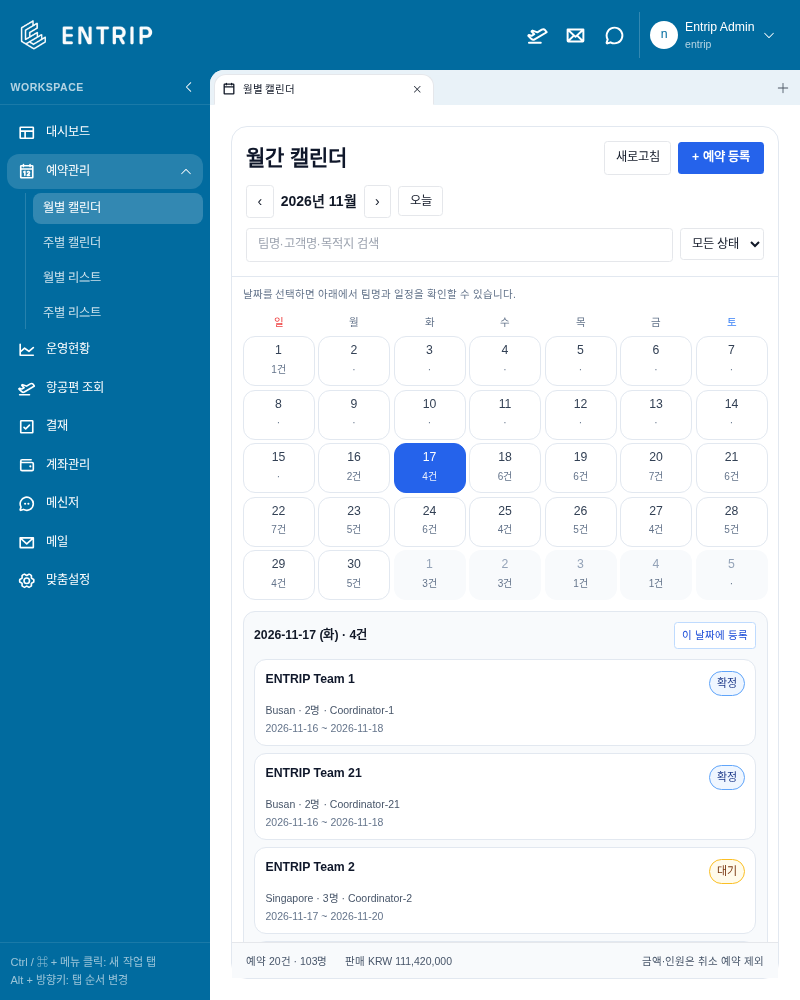 ENTRIP
n
Entrip Admin
entrip
WORKSPACE
월별 캘린더
대시보드
예약관리
월별 캘린더
주별 캘린더
월별 리스트
주별 리스트
운영현황
항공편 조회
결재
계좌관리
메신저
메일
맞춤설정
Ctrl / ⌘ + 메뉴 클릭: 새 작업 탭
Alt + 방향키: 탭 순서 변경
월간 캘린더
새로고침
+ 예약 등록
‹ 2026년 11월 › 오늘
팀명·고객명·목적지 검색
모든 상태
날짜를 선택하면 아래에서 팀명과 일정을 확인할 수 있습니다.
일 월 화 수 목 금 토
1 2 3 4 5 6 7
1건 · · · · · ·
8 9 10 11 12 13 14
· · · · · · ·
15 16 17 18 19 20 21
· 2건 4건 6건 6건 7건 6건
22 23 24 25 26 27 28
7건 5건 6건 4건 5건 4건 5건
29 30 1 2 3 4 5
4건 5건 3건 3건 1건 1건 ·
2026-11-17 (화) · 4건
이 날짜에 등록
ENTRIP Team 1
확정
Busan · 2명 · Coordinator-1
2026-11-16 ~ 2026-11-18
ENTRIP Team 21
확정
Busan · 2명 · Coordinator-21
2026-11-16 ~ 2026-11-18
ENTRIP Team 2
대기
Singapore · 3명 · Coordinator-2
2026-11-17 ~ 2026-11-20
예약 20건 · 103명 판매 KRW 111,420,000 금액·인원은 취소 예약 제외